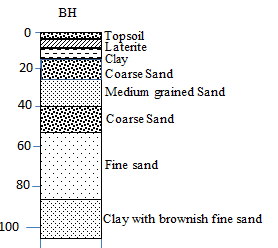 BH
0
Topsoil
Laterite
Clay
20
Coarse Sand
Medium grained Sand
40
Coarse Sand
60
Fine sand
80
100
Clay with brownish fine sand